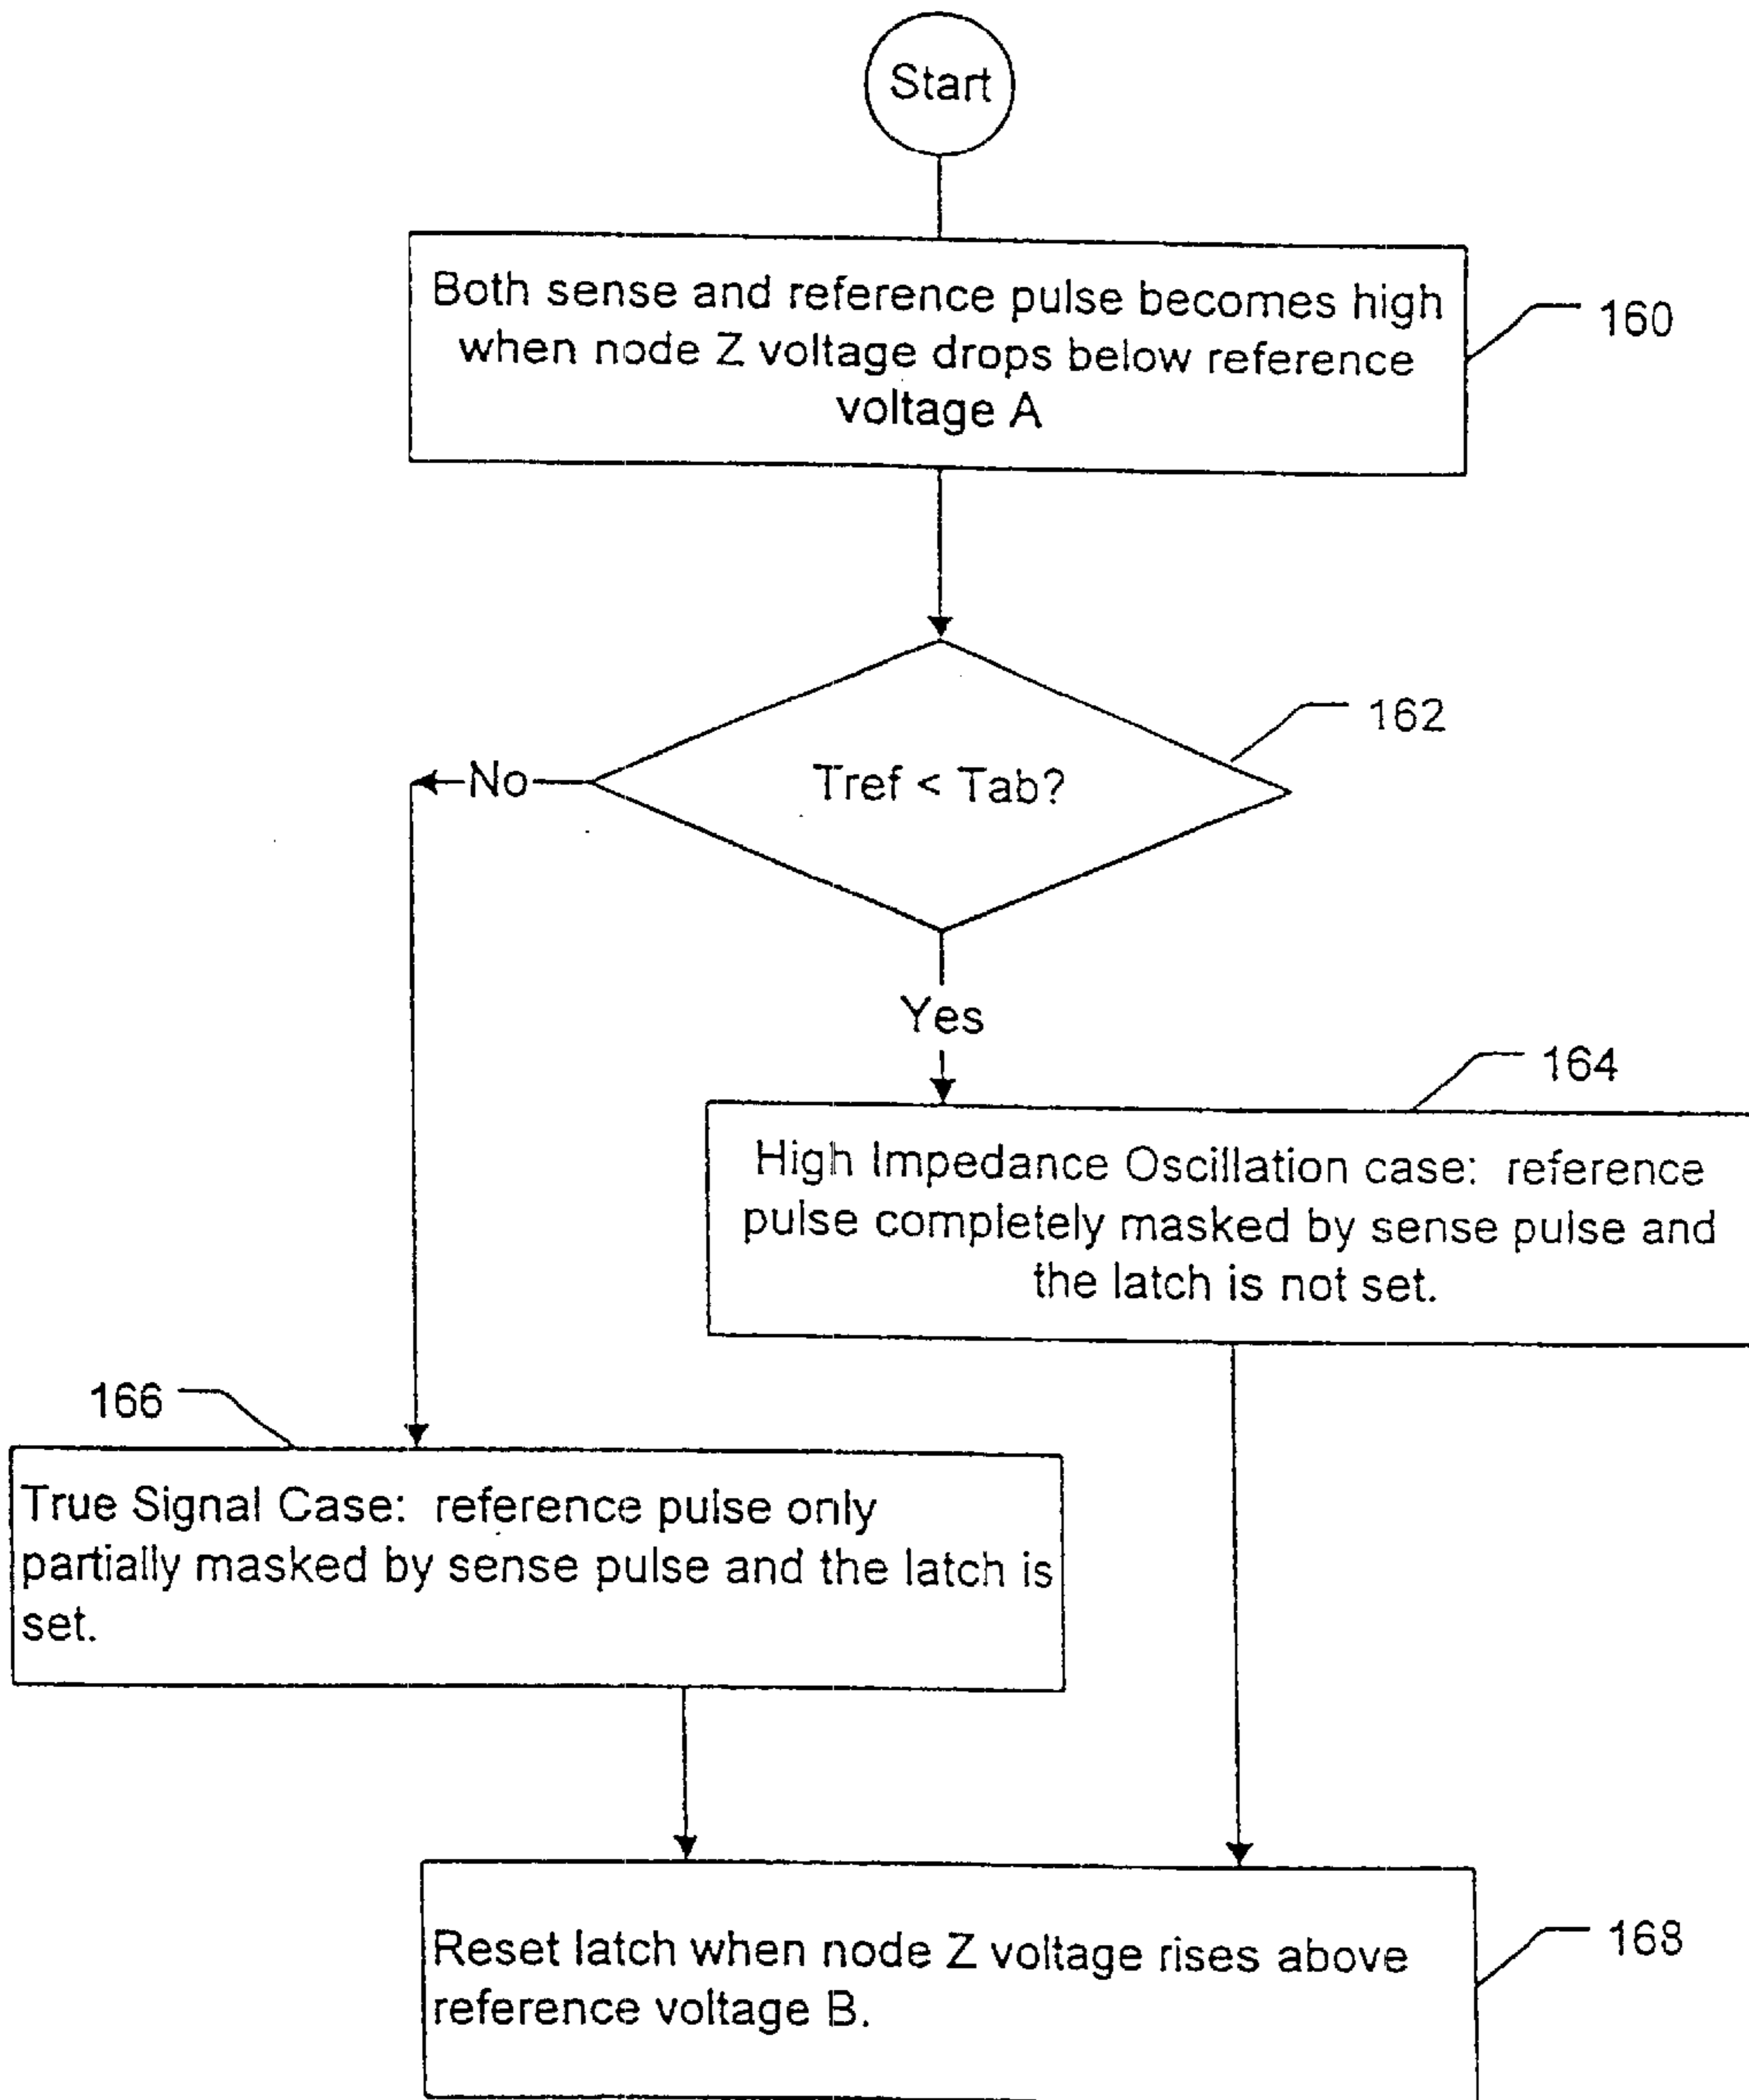 Start
Both sense and reference pulse becomes high
when node Z voltage drops below reference
voltage A
160
162
Tref < Tab?
No
Yes
164
High Impedance Oscillation case: reference
pulse completely masked by sense pulse and
the latch is not set.
166
True Signal Case: reference pulse only
partially masked by sense pulse and the latch is
set.
Reset latch when node Z voltage rises above
reference voltage B.
168